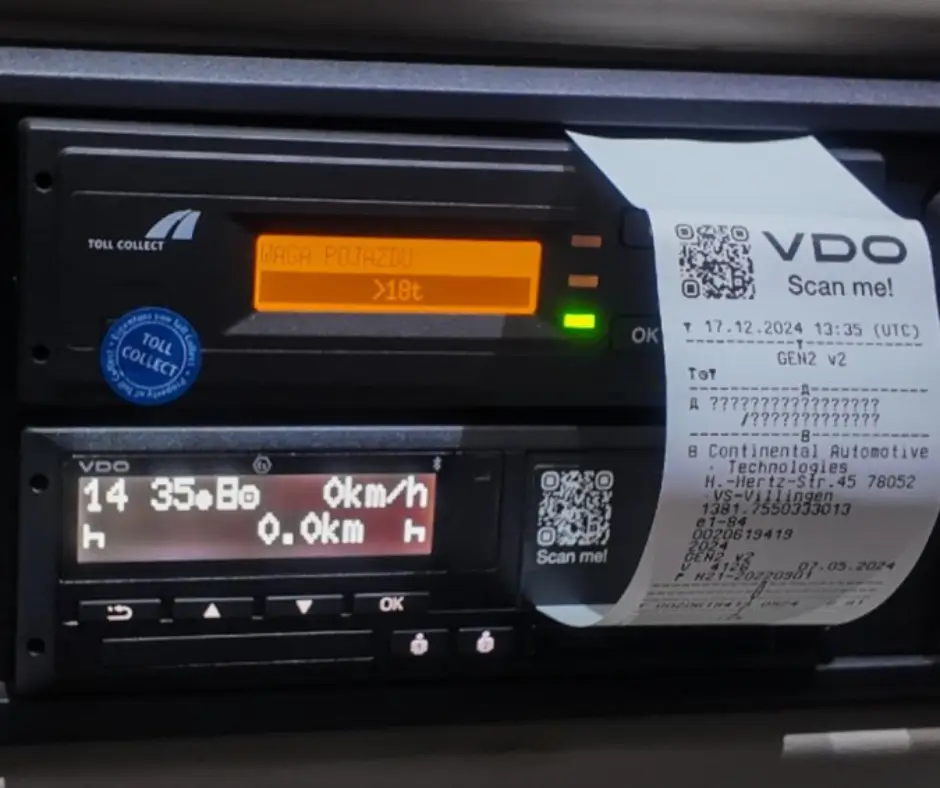 TOLL COLLECT
WAGA POJAZDU
>18t
OK
TOLL
COLLECT
VDO
14 35 0km/h
0.0km
OK
Scan me!
VDO
Scan me!
▼ 17.12.2024 13:35 (UTC)
GEN2 v2
▼
д
Д ?????????????????
/?????????????
B
B Continental Automotive
Technologies
H.-Hertz-Str.45 78052
VS-Villingen
1381.7550333013
e1-84
0020619419
2024
GEN2 v2
V 4126 07.05.2024